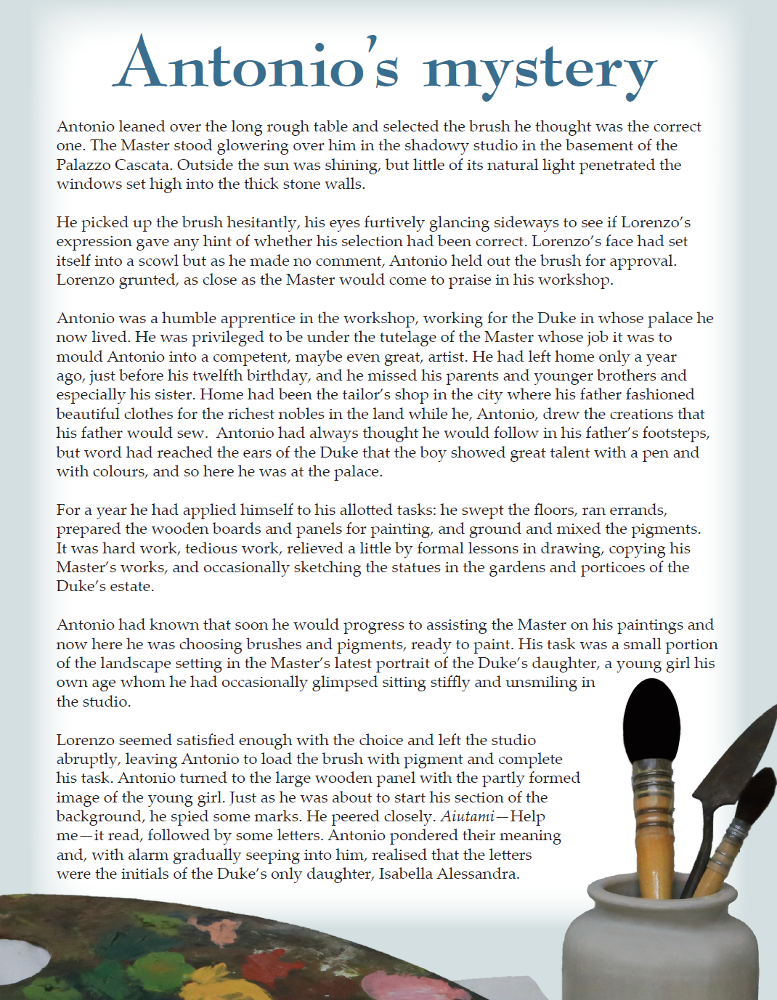 Antonio's mystery
Antonio leaned over the long rough table and selected the brush he thought was the correct
one. The Master stood glowering over him in the shadowy studio in the basement of the
Palazzo Cascata. Outside the sun was shining, but little of its natural light penetrated the
windows set high into the thick stone walls.
He picked up the brush hesitantly, his eyes furtively glancing sideways to see if Lorenzo's
expression gave any hint of whether his selection had been correct. Lorenzo's face had set
itself into a scowl but as he made no comment, Antonio held out the brush for approval.
Lorenzo grunted, as close as the Master would come to praise in his workshop.
Antonio was a humble apprentice in the workshop, working for the Duke in whose palace he
now lived. He was privileged to be under the tutelage of the Master whose job it was to
mould Antonio into a competent, maybe even great, artist. He had left home only a year
ago, just before his twelfth birthday, and he missed his parents and younger brothers and
especially his sister. Home had been the tailor's shop in the city where his father fashioned
beautiful clothes for the richest nobles in the land while he, Antonio, drew the creations that
his father would sew.  Antonio had always thought he would follow in his father's footsteps,
but word had reached the ears of the Duke that the boy showed great talent with a pen and
with colours, and so here he was at the palace.
For a year he had applied himself to his allotted tasks: he swept the floors, ran errands,
prepared the wooden boards and panels for painting, and ground and mixed the pigments.
It was hard work, tedious work, relieved a little by formal lessons in drawing, copying his
Master's works, and occasionally sketching the statues in the gardens and porticoes of the
Duke's estate.
Antonio had known that soon he would progress to assisting the Master on his paintings and
now here he was choosing brushes and pigments, ready to paint. His task was a small portion
of the landscape setting in the Master's latest portrait of the Duke's daughter, a young girl his
own age whom he had occasionally glimpsed sitting stiffly and unsmiling in
the studio.
Lorenzo seemed satisfied enough with the choice and left the studio
abruptly, leaving Antonio to load the brush with pigment and complete
his task. Antonio turned to the large wooden panel with the partly formed
image of the young girl. Just as he was about to start his section of the
background, he spied some marks. He peered closely. Aiutami—Help
me—it read, followed by some letters. Antonio pondered their meaning
and, with alarm gradually seeping into him, realised that the letters
were the initials of the Duke's only daughter, Isabella Alessandra.